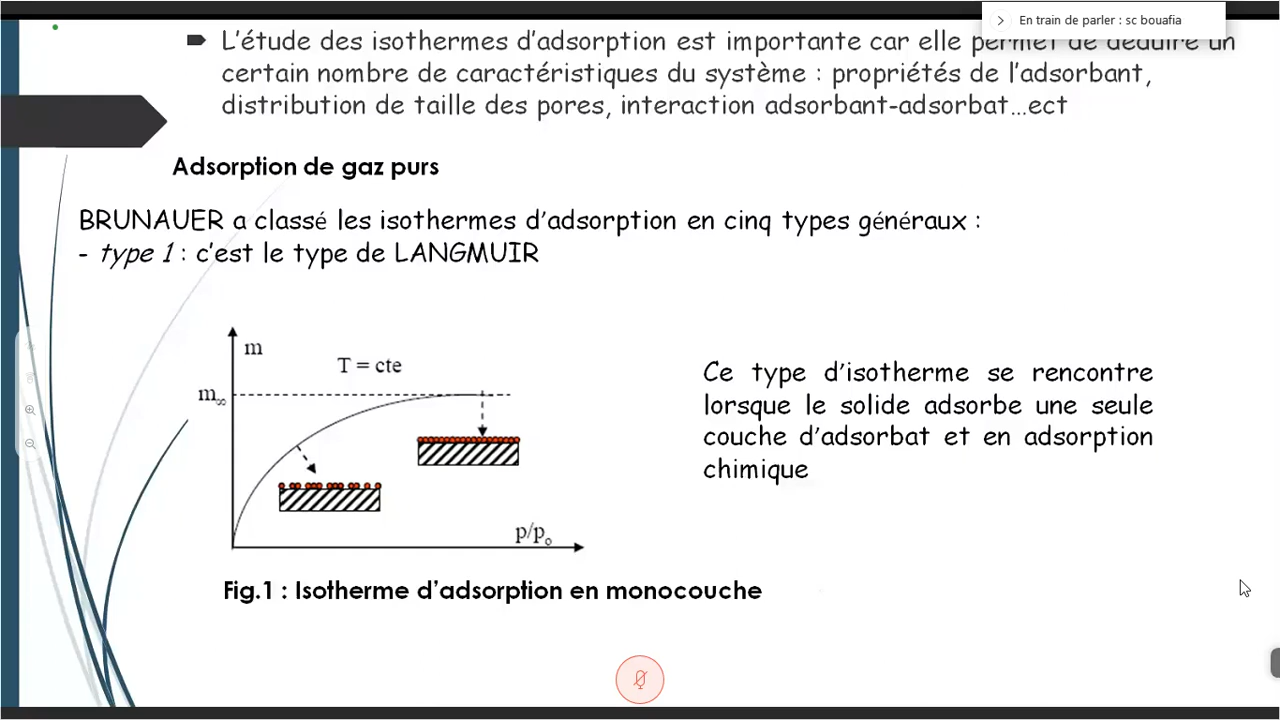 En train de parler : sc bouafia
L’étude des isothermes d’adsorption est importante car elle permet de déduire un
certain nombre de caractéristiques du système : propriétés de l’adsorbant,
distribution de taille des pores, interaction adsorbant-adsorbat…ect
Adsorption de gaz purs
BRUNAUER a classé les isothermes d’adsorption en cinq types généraux :
- type 1 : c’est le type de LANGMUIR
m
T = cte
m∞
p/p₀
Ce type d’isotherme se rencontre
lorsque le solide adsorbe une seule
couche d’adsorbat et en adsorption
chimique
Fig.1 : Isotherme d’adsorption en monocouche